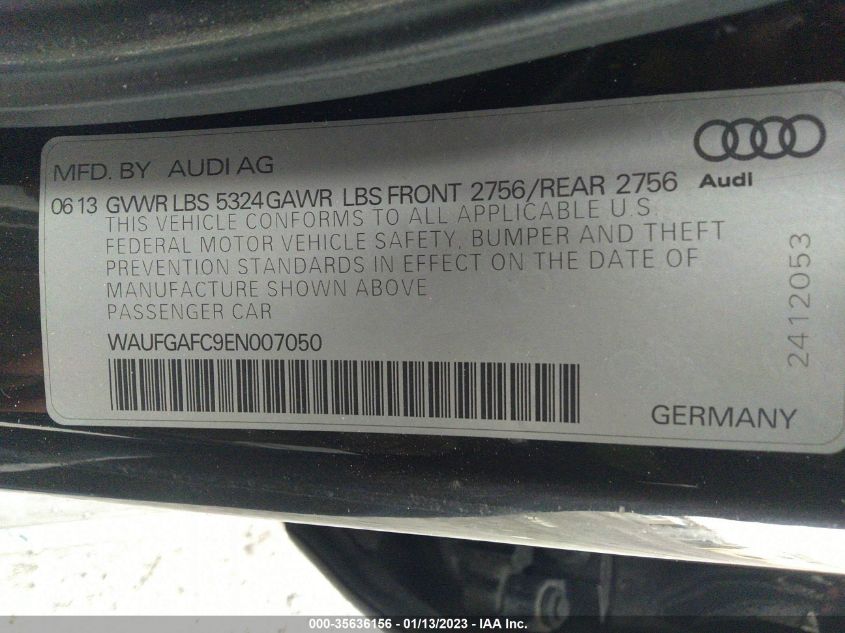 MFD. BY AUDI AG
Audi
06 13 GVWR LBS 5324 GAWR LBS FRONT 2756/REAR 2756
THIS VEHICLE CONFORMS TO ALL APPLICABLE U.S.
FEDERAL MOTOR VEHICLE SAFETY, BUMPER AND THEFT
PREVENTION STANDARDS IN EFFECT ON THE DATE OF
MANUFACTURE SHOWN ABOVE
PASSENGER CAR
WAUFGAFC9EN007050
2412053
GERMANY
000-35636156 — 01/13/2023 — IAA Inc.